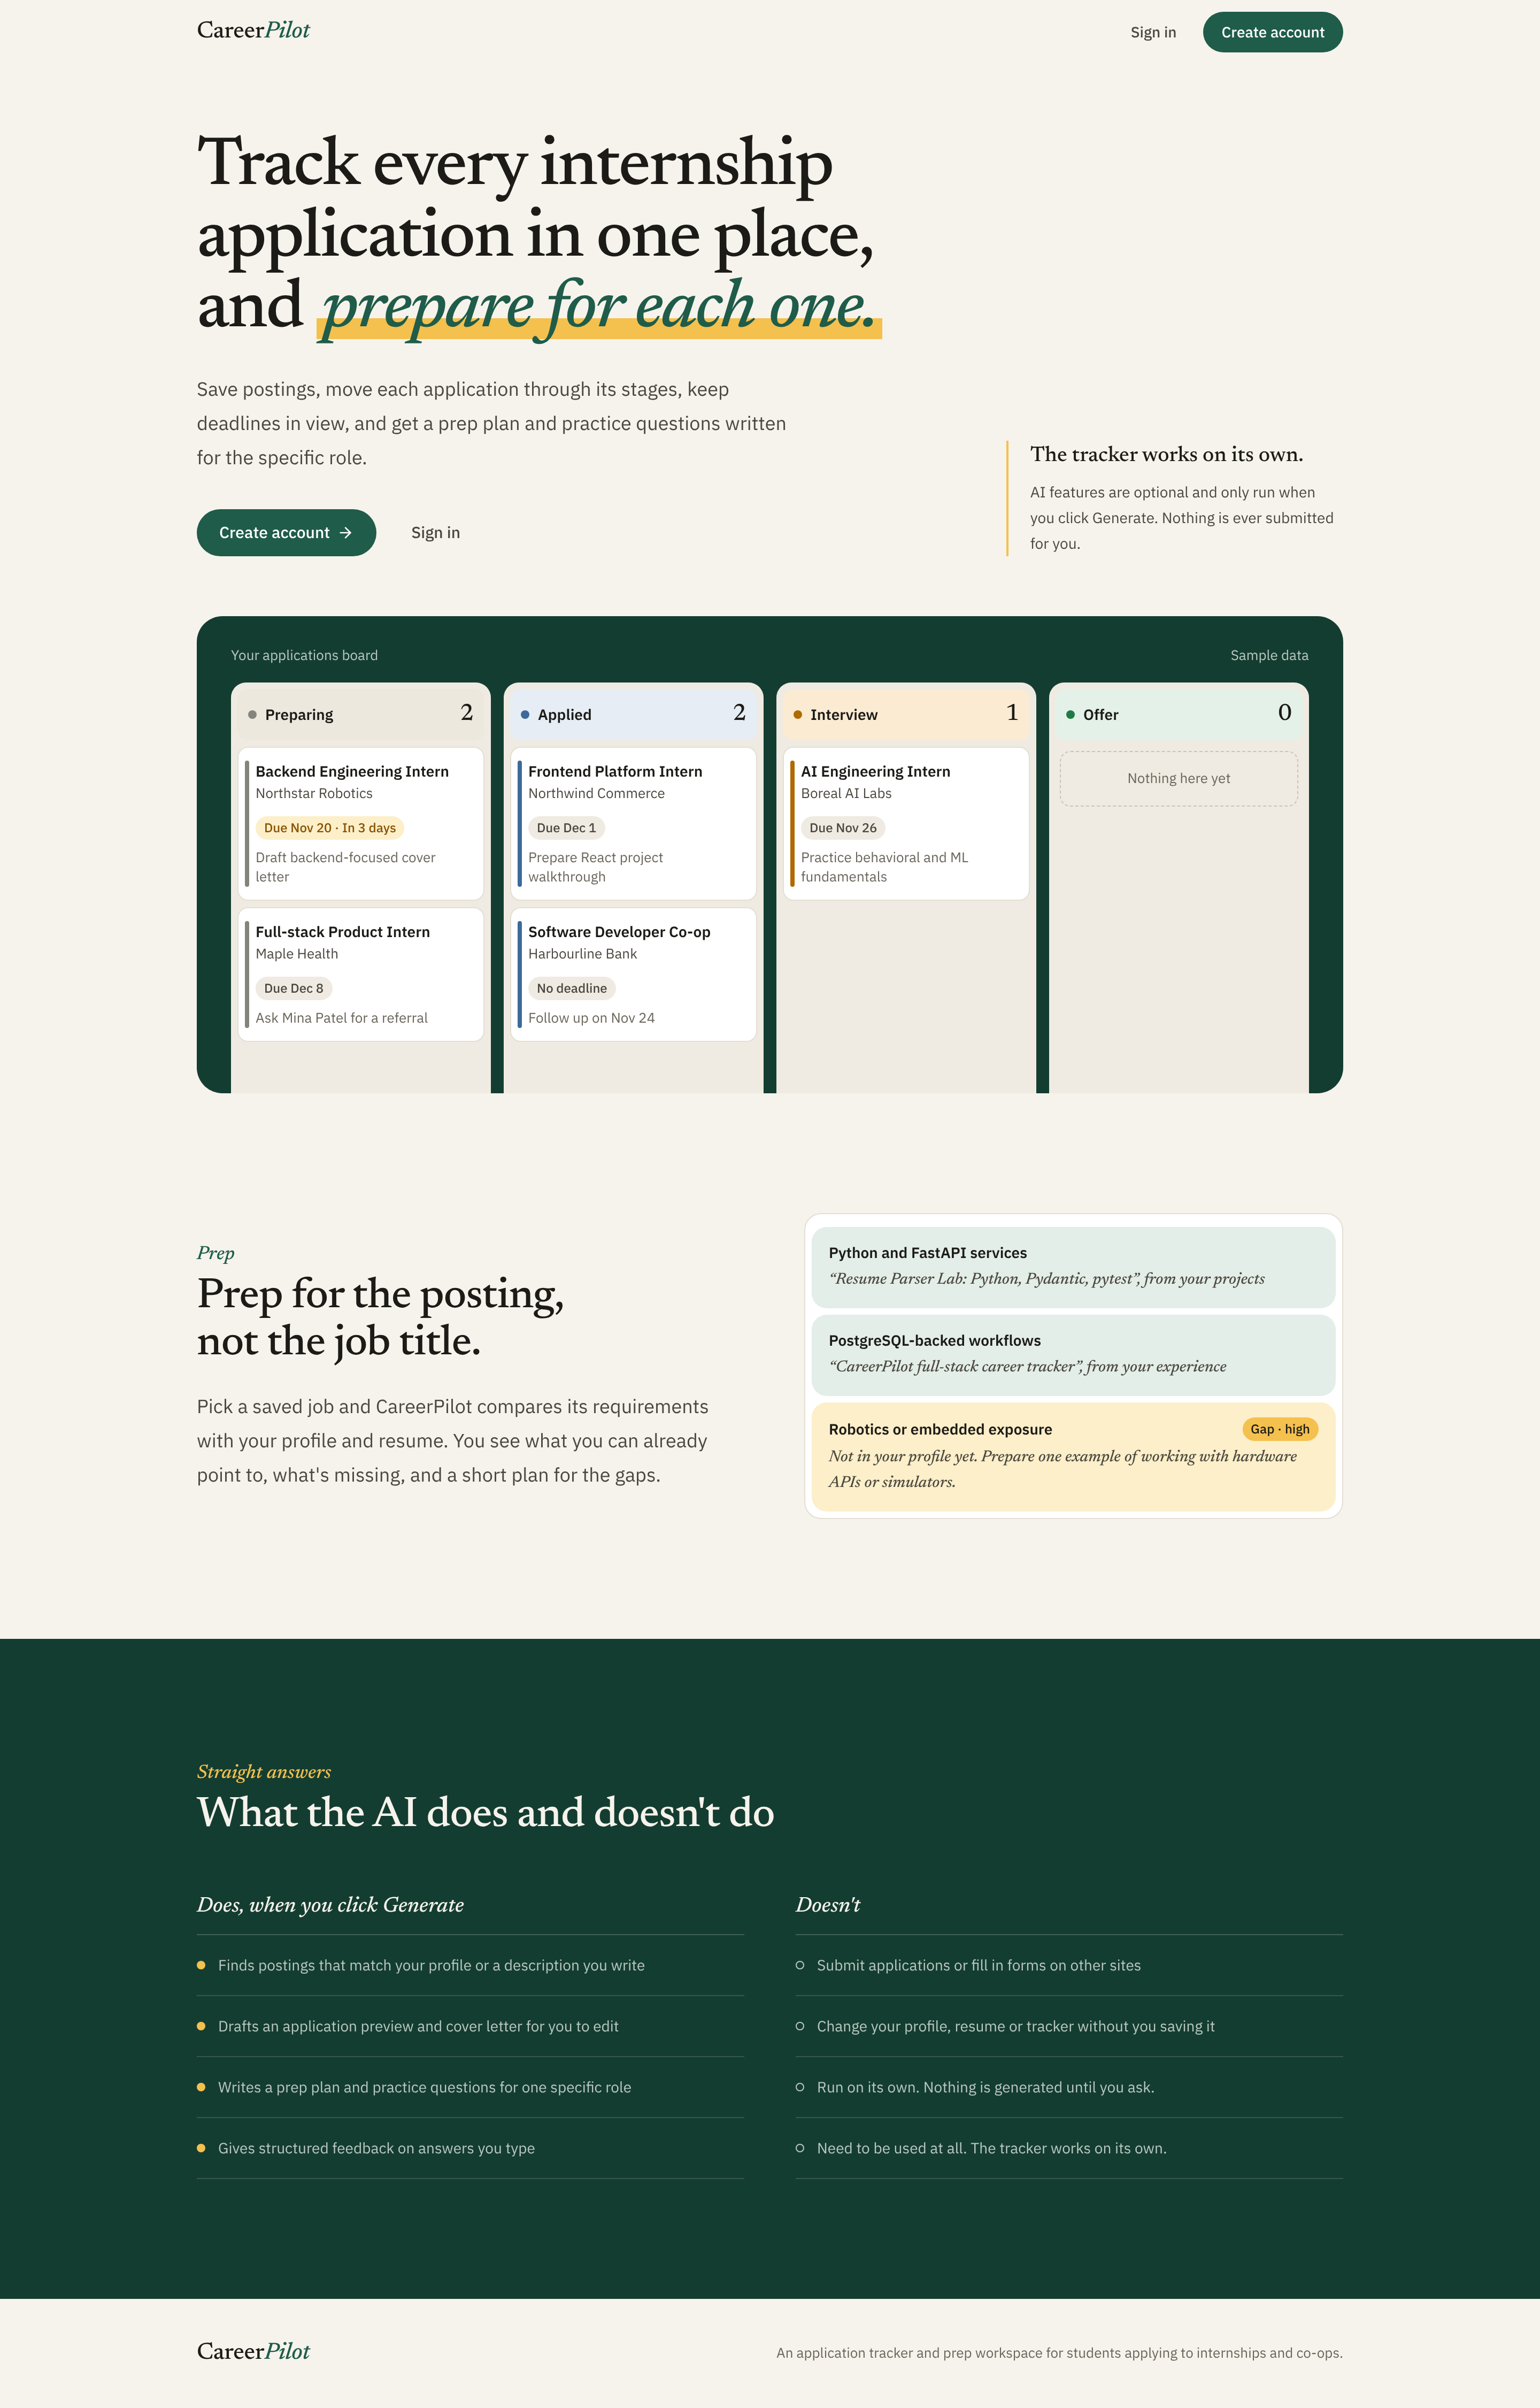 CareerPilot
Sign in
Create account
Track every internship
application in one place,
and prepare for each one.
Save postings, move each application through its stages, keep
deadlines in view, and get a prep plan and practice questions written
for the specific role.
Create account →
Sign in
The tracker works on its own.
AI features are optional and only run when
you click Generate. Nothing is ever submitted
for you.
Your applications board
Sample data
Preparing 2
Backend Engineering Intern
Northstar Robotics
Due Nov 20 · In 3 days
Draft backend-focused cover
letter
Full-stack Product Intern
Maple Health
Due Dec 8
Ask Mina Patel for a referral
Applied 2
Frontend Platform Intern
Northwind Commerce
Due Dec 1
Prepare React project
walkthrough
Software Developer Co-op
Harbourline Bank
No deadline
Follow up on Nov 24
Interview 1
AI Engineering Intern
Boreal AI Labs
Due Nov 26
Practice behavioral and ML
fundamentals
Offer 0
Nothing here yet
Prep
Prep for the posting,
not the job title.
Pick a saved job and CareerPilot compares its requirements
with your profile and resume. You see what you can already
point to, what's missing, and a short plan for the gaps.
Python and FastAPI services
“Resume Parser Lab: Python, Pydantic, pytest”, from your projects
PostgreSQL-backed workflows
“CareerPilot full-stack career tracker”, from your experience
Robotics or embedded exposure
Gap · high
Not in your profile yet. Prepare one example of working with hardware
APIs or simulators.
Straight answers
What the AI does and doesn't do
Does, when you click Generate
Finds postings that match your profile or a description you write
Drafts an application preview and cover letter for you to edit
Writes a prep plan and practice questions for one specific role
Gives structured feedback on answers you type
Doesn't
Submit applications or fill in forms on other sites
Change your profile, resume or tracker without you saving it
Run on its own. Nothing is generated until you ask.
Need to be used at all. The tracker works on its own.
CareerPilot
An application tracker and prep workspace for students applying to internships and co-ops.